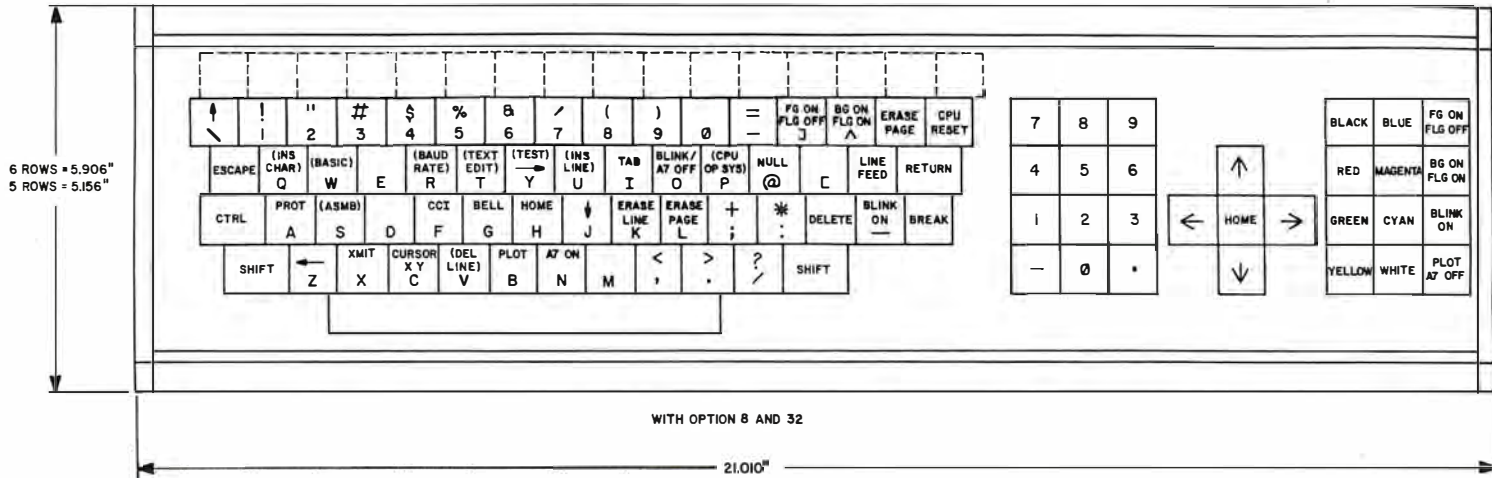 ↑ ! " # $ % & / ( ) = FG ON BG ON ERASE CPU
FLG OFF FLG ON PAGE RESET
\ 1 2 3 4 5 6 7 8 9 Ø — ] ^
ESCAPE (INS (BASIC) (BAUD (TEXT (TEST) (INS TAB BLINK/ (CPU NULL LINE RETURN
CHAR) RATE) EDIT) → LINE) A7 OFF OP SYS) FEED
Q W E R T Y U I O P @ [
CTRL PROT (ASMB) CCI BELL HOME ↓ ERASE ERASE + * DELETE BLINK BREAK
LINE PAGE ON
A S D F G H J K L ; : —
SHIFT ← XMIT CURSOR (DEL PLOT A7 ON < > ? SHIFT
X Y LINE)
Z X C V B N M , . /
7 8 9
4 5 6
1 2 3
— Ø .
↑
← HOME →
↓
BLACK BLUE FG ON
FLG OFF
RED MAGENTA BG ON
FLG ON
GREEN CYAN BLINK
ON
YELLOW WHITE PLOT
A7 OFF
6 ROWS = 5.906"
5 ROWS = 5.156"
WITH OPTION 8 AND 32
21.010"